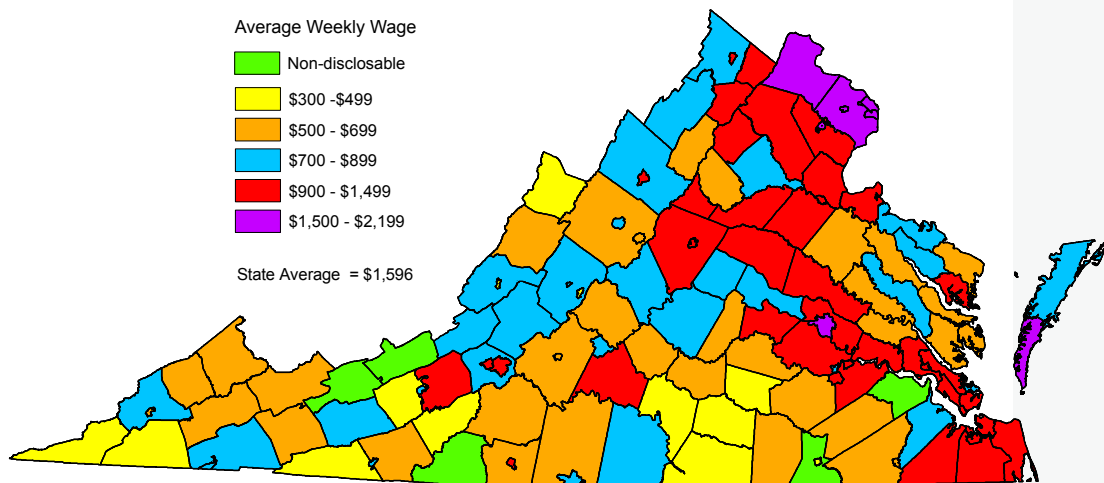 Average Weekly Wage
Non-disclosable
$300 -$499
$500 - $699
$700 - $899
$900 - $1,499
$1,500 - $2,199
State Average = $1,596